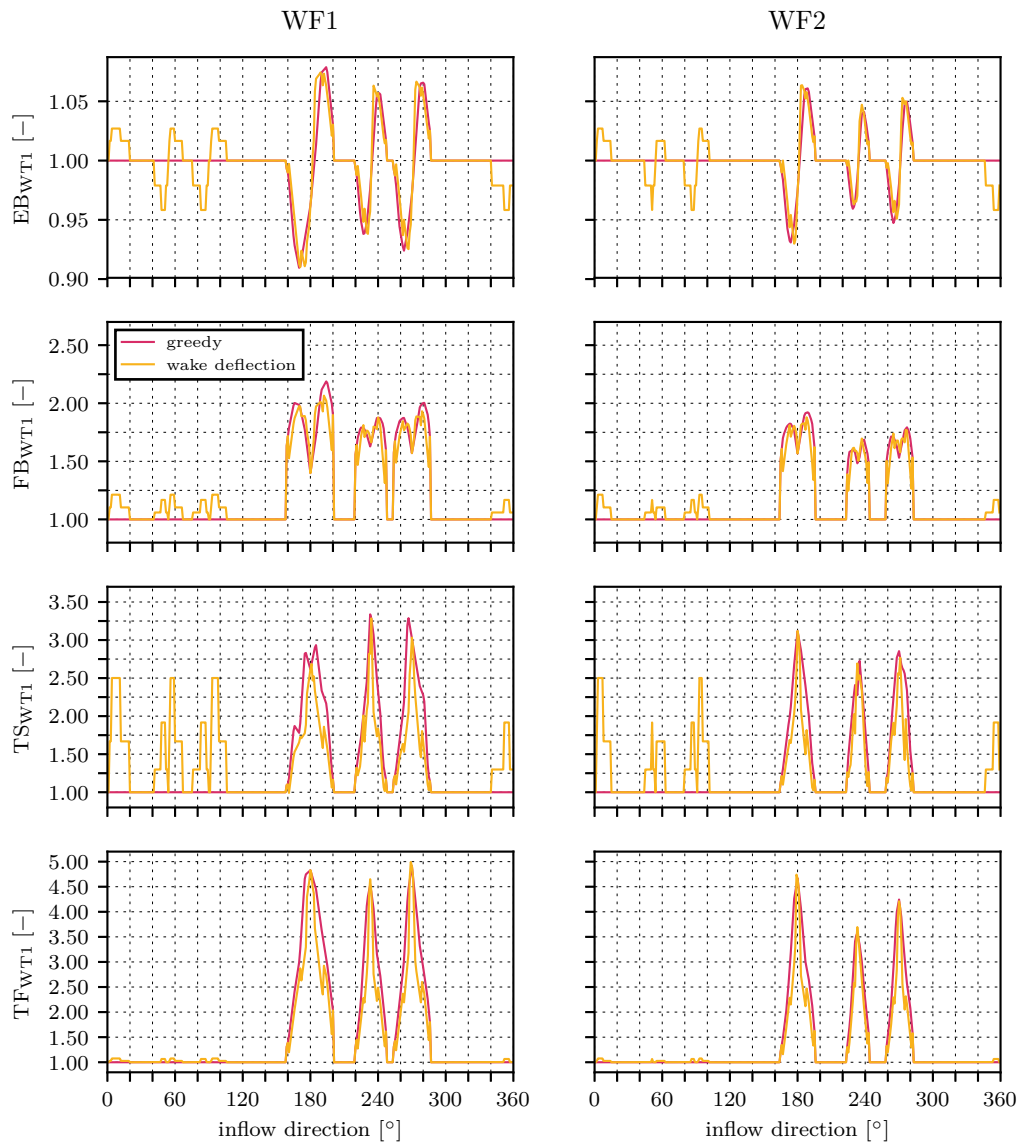 WF1 WF2
EB_WT1 [−]
1.05
1.00
0.95
0.90
FB_WT1 [−]
2.50
2.00
1.50
1.00
greedy
wake deflection
TS_WT1 [−]
3.50
3.00
2.50
2.00
1.50
1.00
TF_WT1 [−]
5.00
4.50
4.00
3.50
3.00
2.50
2.00
1.50
1.00
0 60 120 180 240 300 360 0 60 120 180 240 300 360
inflow direction [°] inflow direction [°]